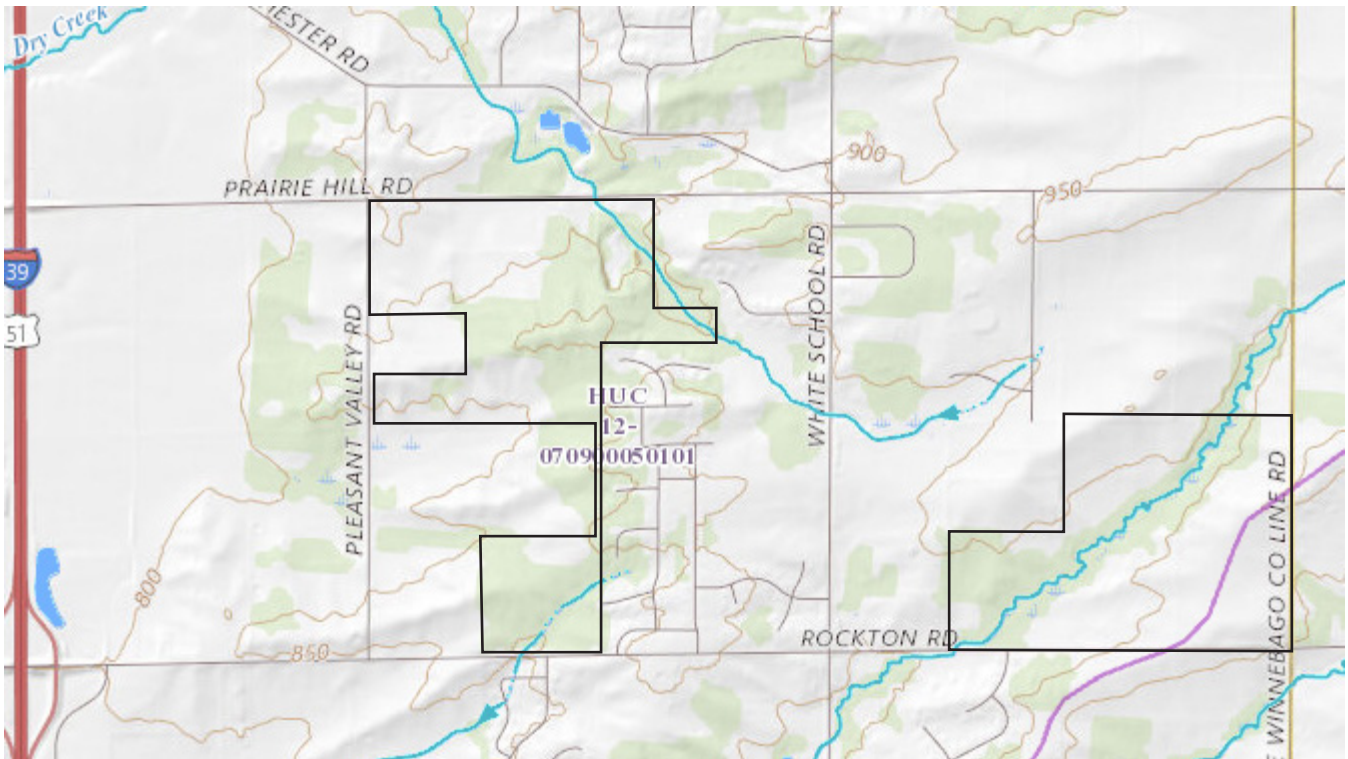 Dry Creek
HESTER RD
900
PRAIRIE HILL RD
950
39
51
PLEASANT VALLEY RD
WHITE SCHOOL RD
HUC
12-
070900050101
800
850
ROCKTON RD
E WINNEBAGO CO LINE RD